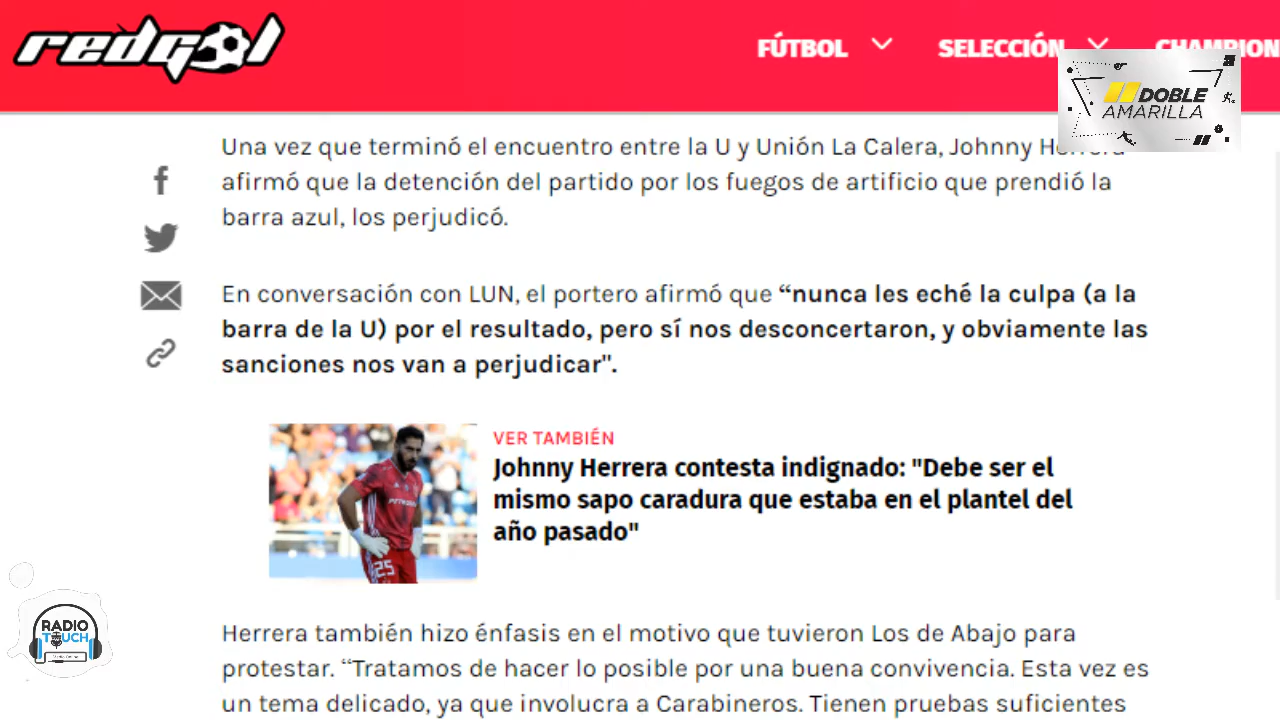 redgol
FÚTBOL
SELECCIÓN
CHAMPION
DOBLE
AMARILLA
Una vez que terminó el encuentro entre la U y Unión La Calera, Johnny
afirmó que la detención del partido por los fuegos de artificio que prendió la
barra azul, los perjudicó.
En conversación con LUN, el portero afirmó que “nunca les eché la culpa (a la
barra de la U) por el resultado, pero sí nos desconcertaron, y obviamente las
sanciones nos van a perjudicar".
VER TAMBIÉN
Johnny Herrera contesta indignado: "Debe ser el
mismo sapo caradura que estaba en el plantel del
año pasado"
25
RADIO
TOUCH
Herrera también hizo énfasis en el motivo que tuvieron Los de Abajo para
protestar. “Tratamos de hacer lo posible por una buena convivencia. Esta vez es
un tema delicado, ya que involucra a Carabineros. Tienen pruebas suficientes